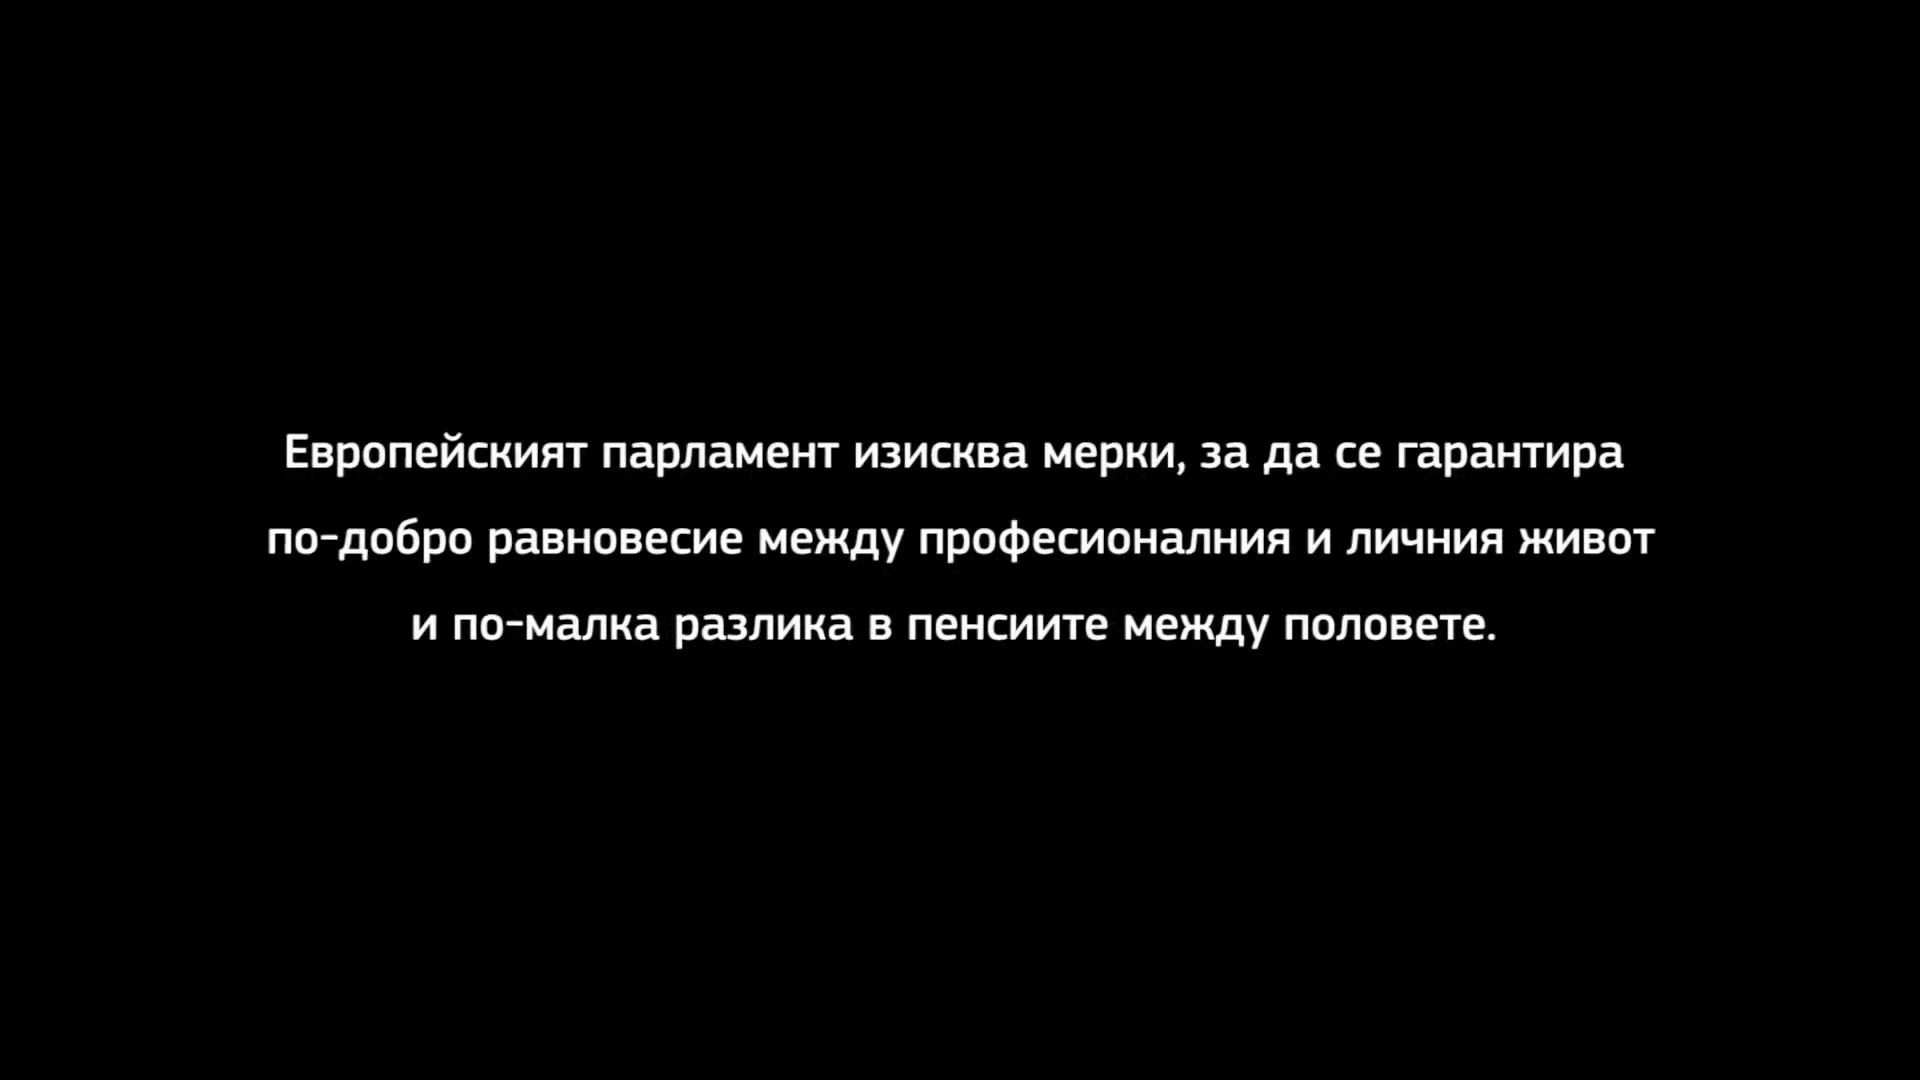 Европейският парламент изисква мерки, за да се гарантира
по-добро равновесие между професионалния и личния живот
и по-малка разлика в пенсиите между половете.